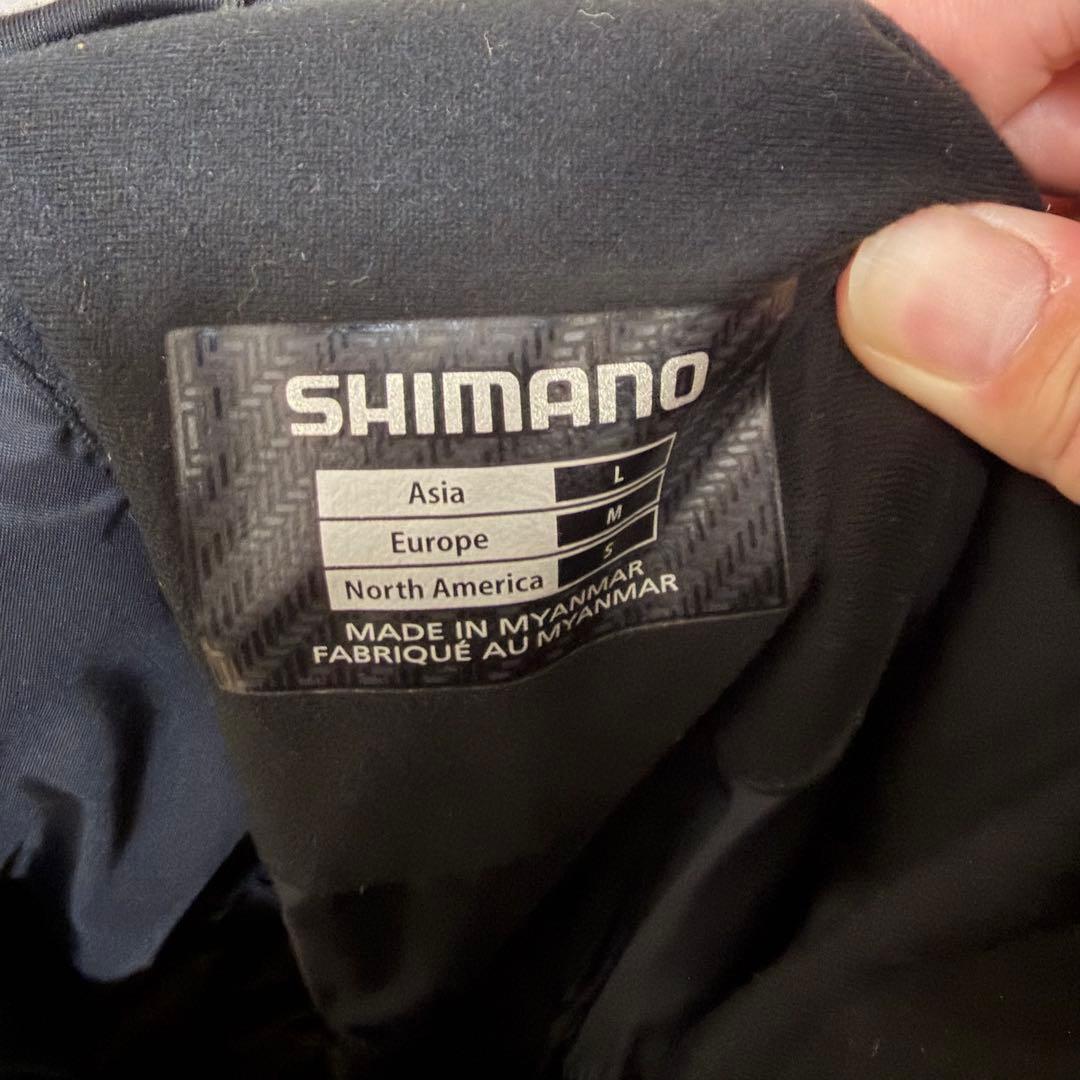 SHIMANO
Asia L
Europe M
North America S
MADE IN MYANMAR
FABRIQUÉ AU MYANMAR